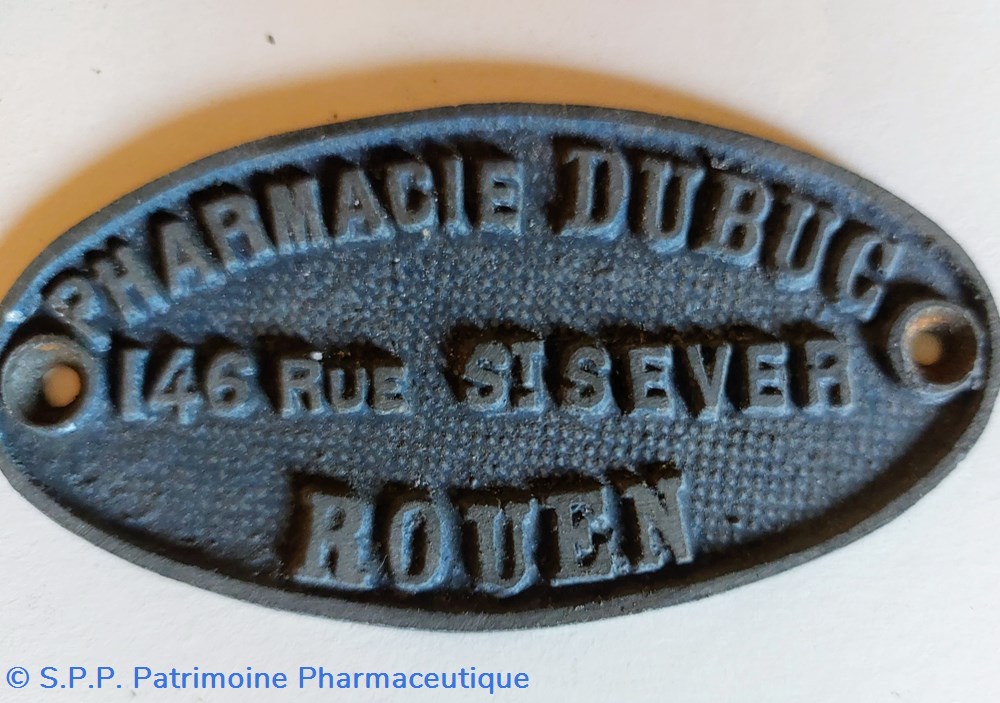 PHARMACIE DUBUC
146 RUE ST SEVER
ROUEN
© S.P.P. Patrimoine Pharmaceutique